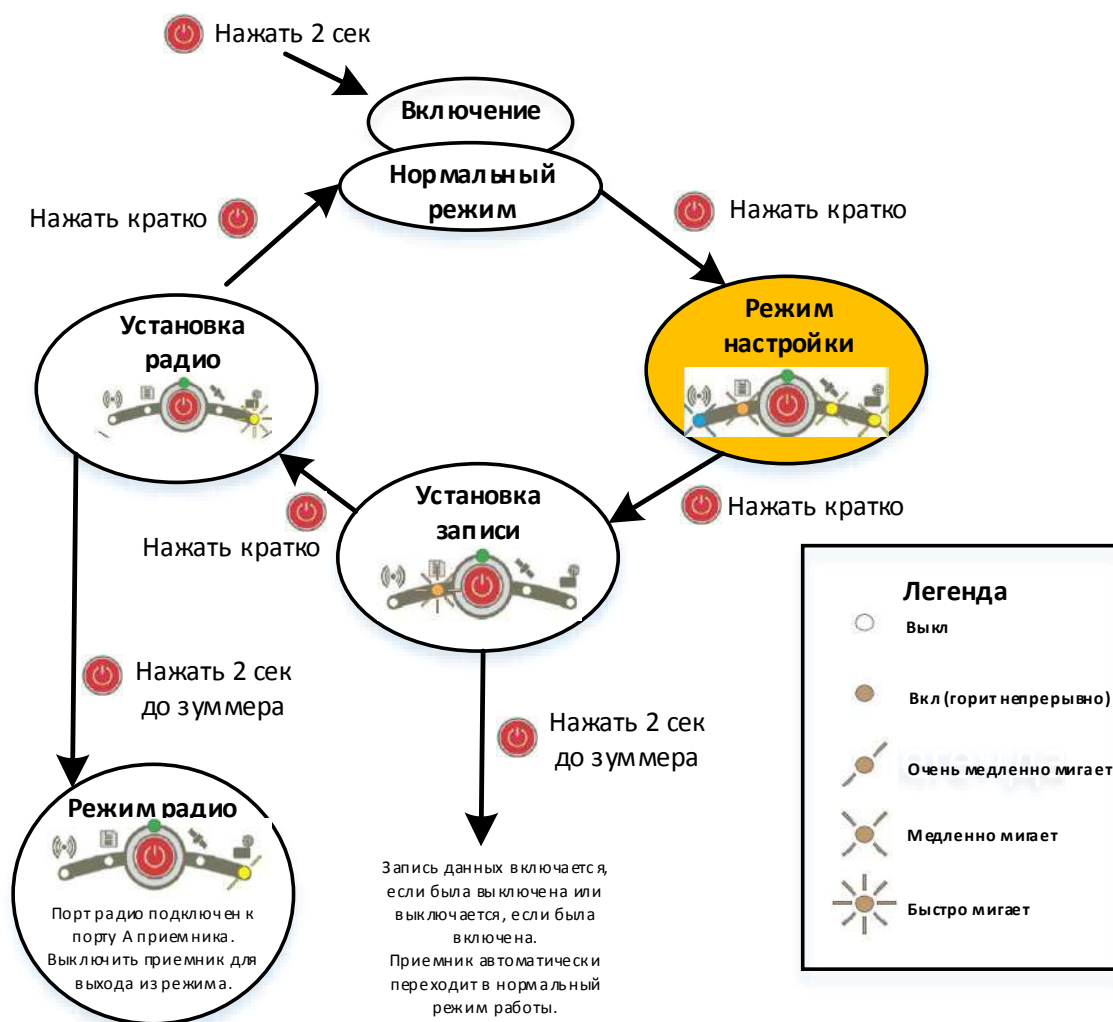 Нажать 2 сек
Включение
Нормальный
режим
Нажать кратко
Нажать кратко
Установка
радио
Режим
настройки
Установка
записи
Нажать кратко
Нажать кратко
Нажать 2 сек
до зуммера
Нажать 2 сек
до зуммера
Режим радио
Порт радио подключен к
порту А приемника.
Выключить приемник для
выхода из режима.
Запись данных включается,
если была выключена или
выключается, если была
включена.
Приемник автоматически
переходит в нормальный
режим работы.
Легенда
Выкл
Вкл (горит непрерывно)
Очень медленно мигает
Медленно мигает
Быстро мигает